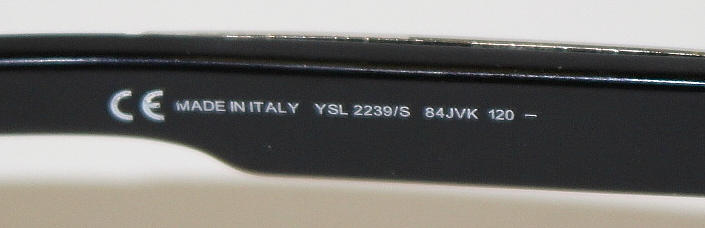 CE MADE IN ITALY YSL 2239/S 84JVK 120 –